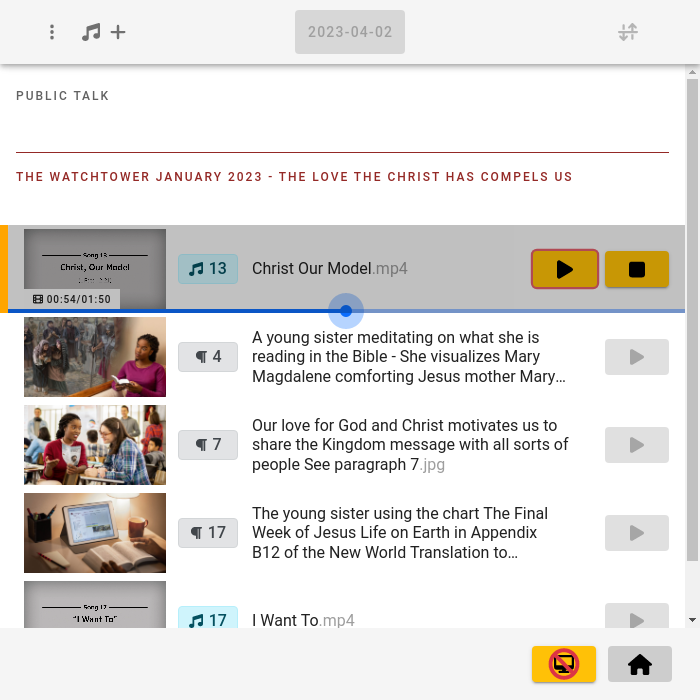 2023-04-02
PUBLIC TALK
THE WATCHTOWER JANUARY 2023 - THE LOVE THE CHRIST HAS COMPELS US
Song 13
Christ, Our Model
00:54/01:50
13
Christ Our Model.mp4
¶ 4
A young sister meditating on what she is
reading in the Bible - She visualizes Mary
Magdalene comforting Jesus mother Mary…
¶ 7
Our love for God and Christ motivates us to
share the Kingdom message with all sorts of
people See paragraph 7.jpg
¶ 17
The young sister using the chart The Final
Week of Jesus Life on Earth in Appendix
B12 of the New World Translation to…
Song 17
"I Want To"
17
I Want To.mp4